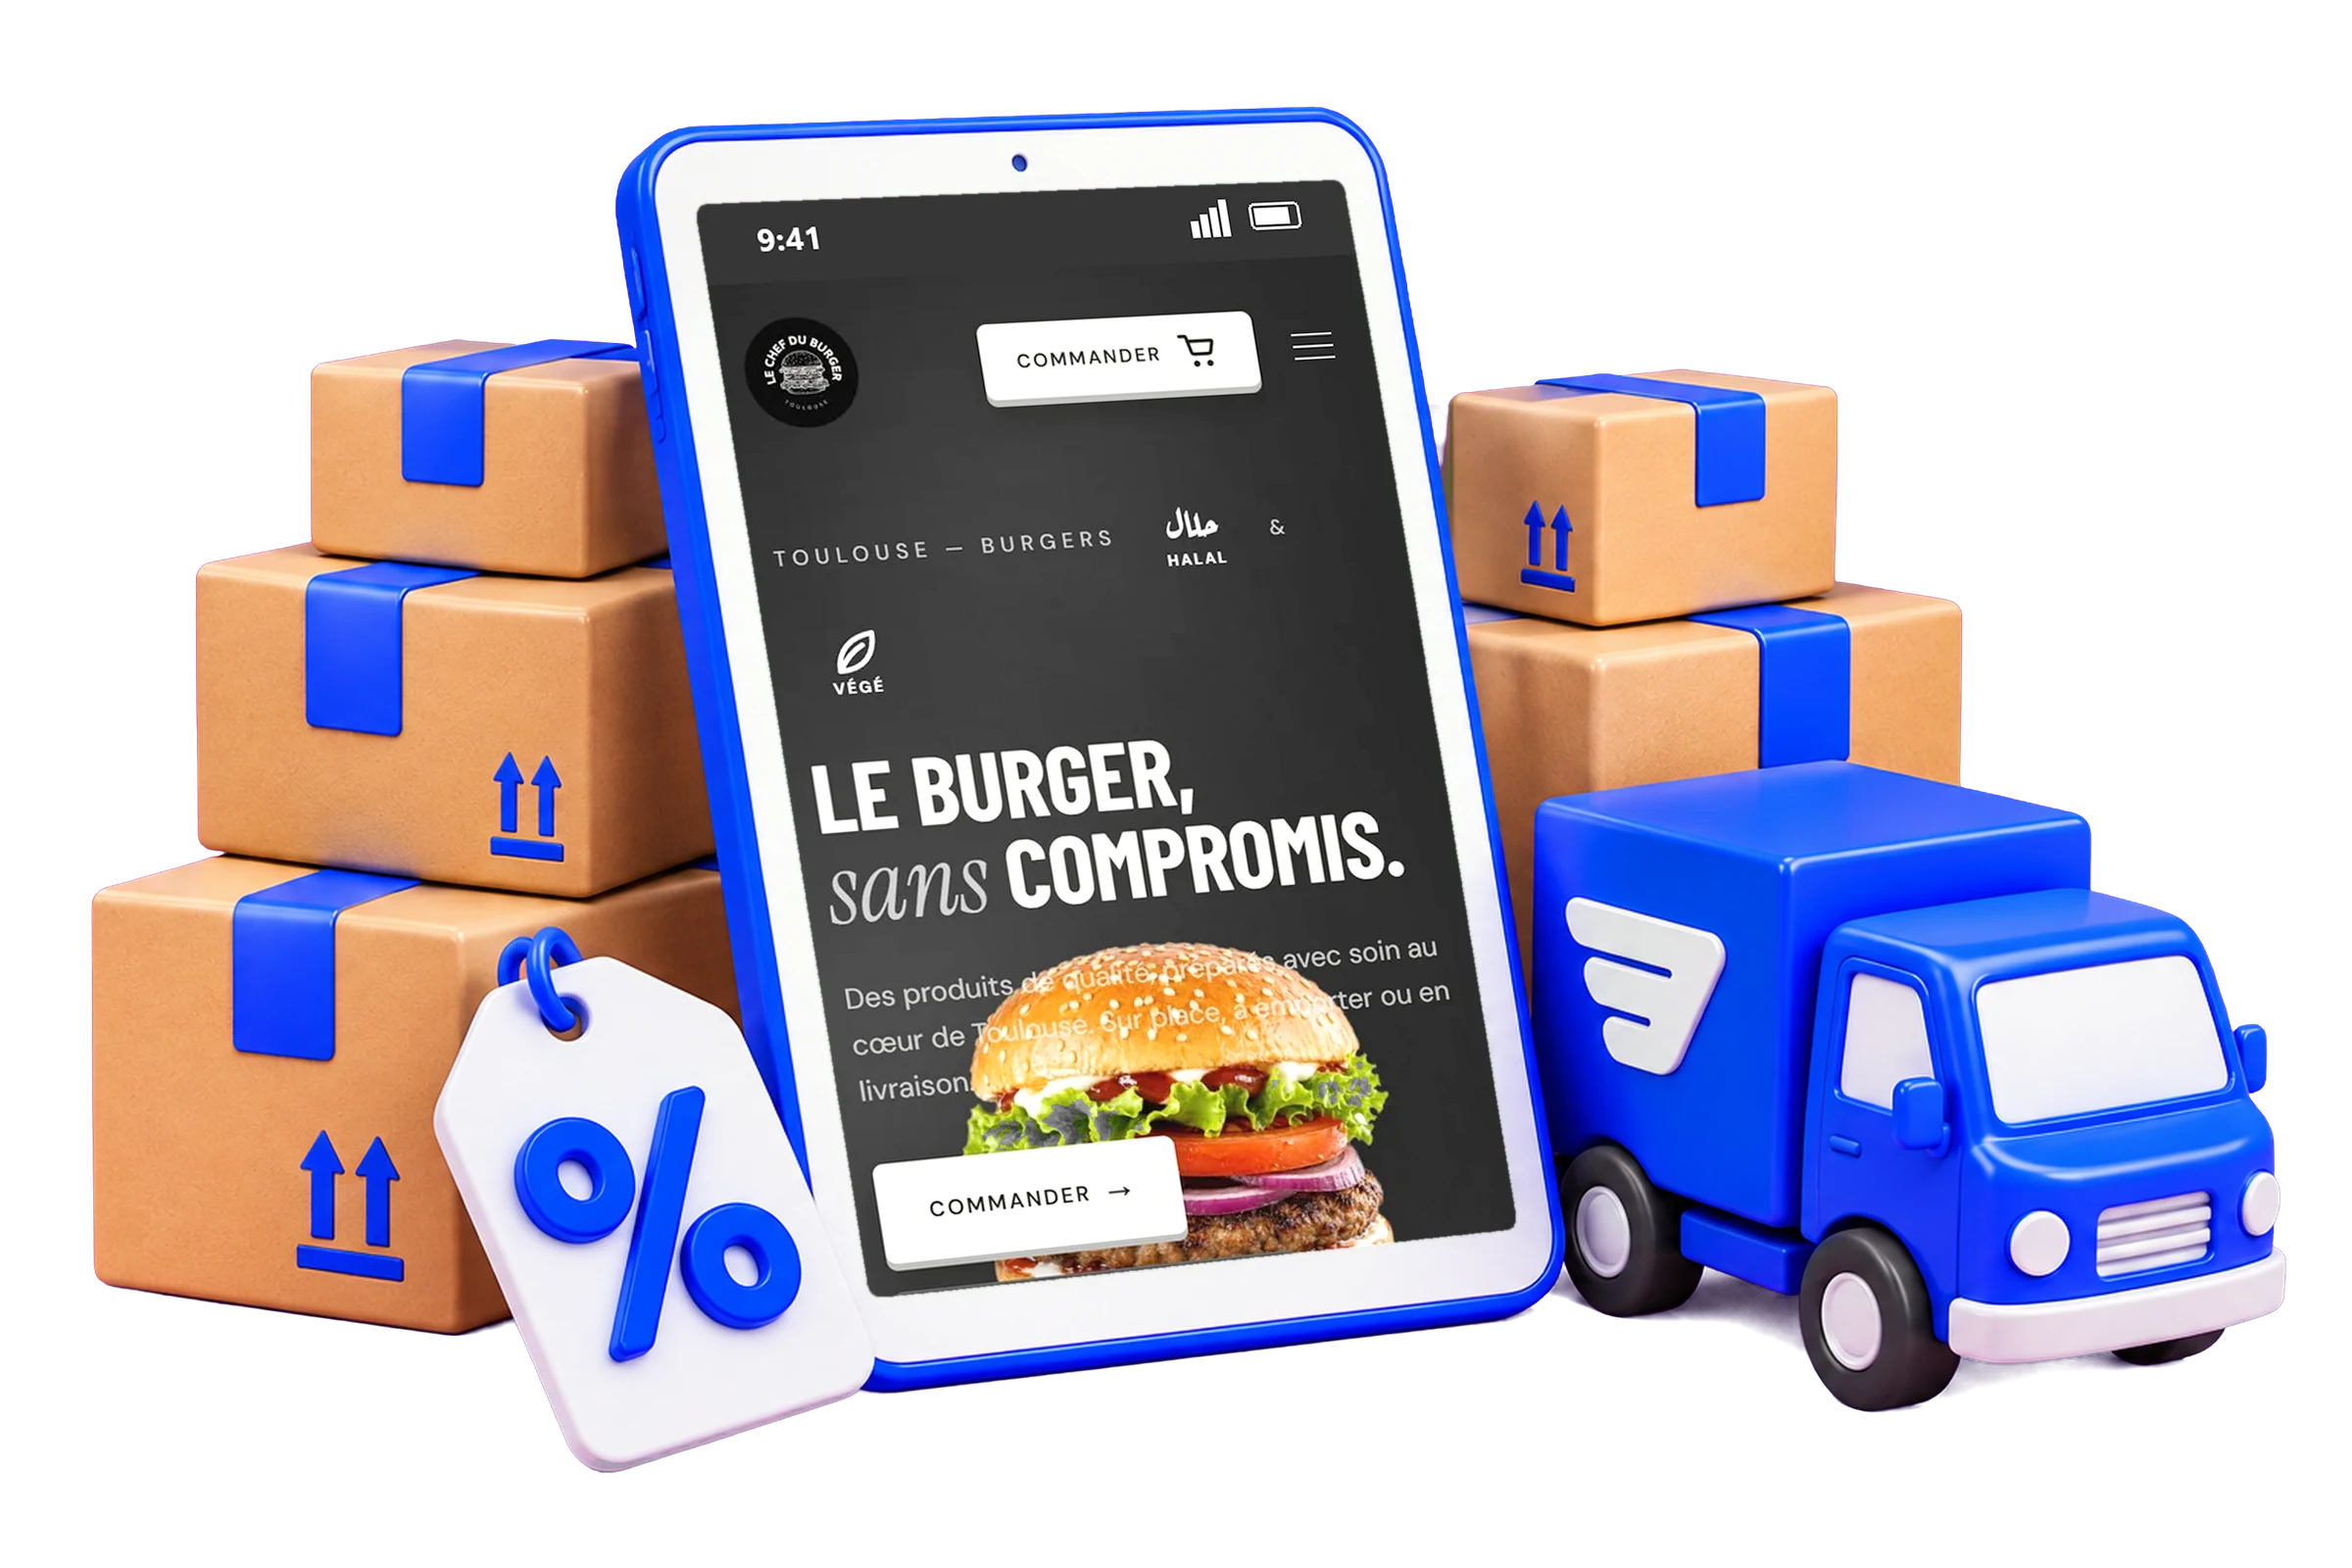 9:41
LE CHEF DU BURGER
TOULOUSE
COMMANDER
TOULOUSE — BURGERS
حلال
HALAL
&
VÉGÉ
LE BURGER,
sans COMPROMIS.
Des produits de qualité, préparés avec soin au
cœur de Toulouse. Sur place, à emporter ou en
livraison.
COMMANDER →
%